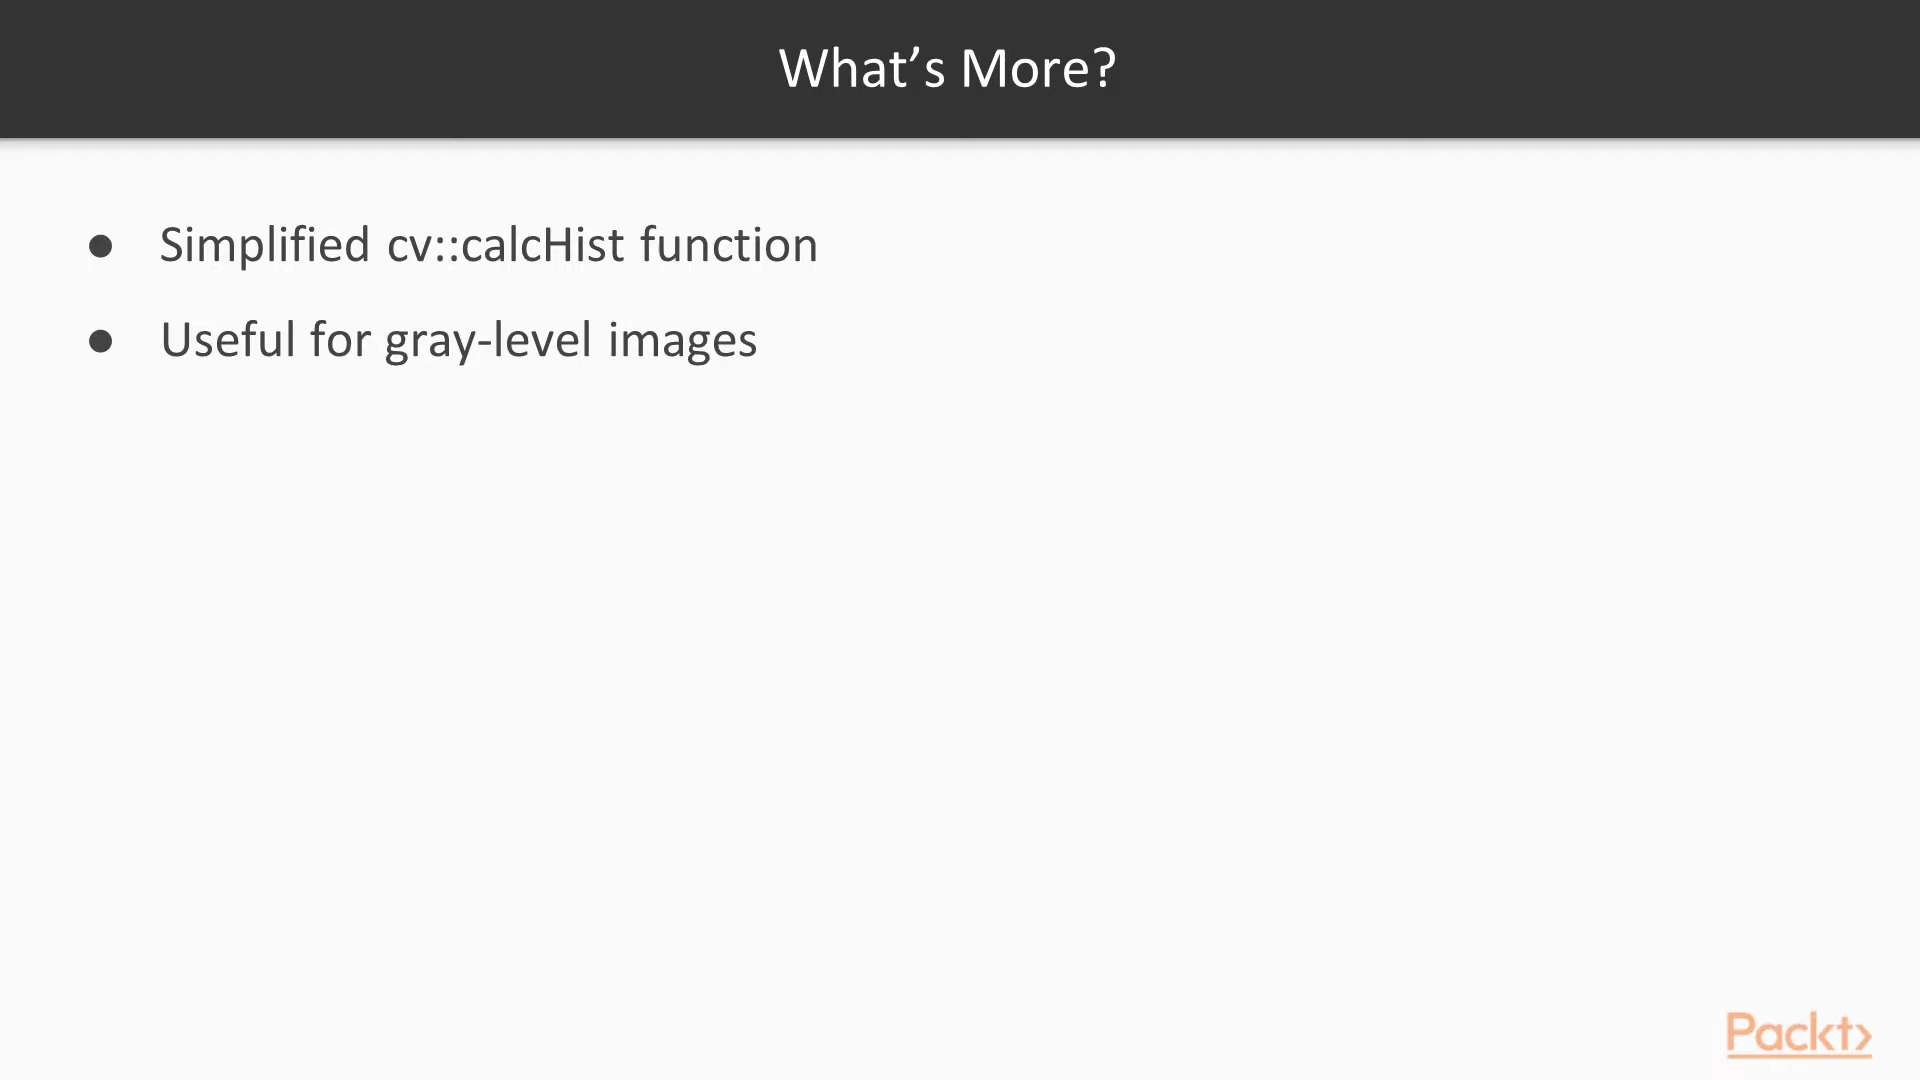 What’s More?
● Simplified cv::calcHist function
● Useful for gray-level images
Packt>